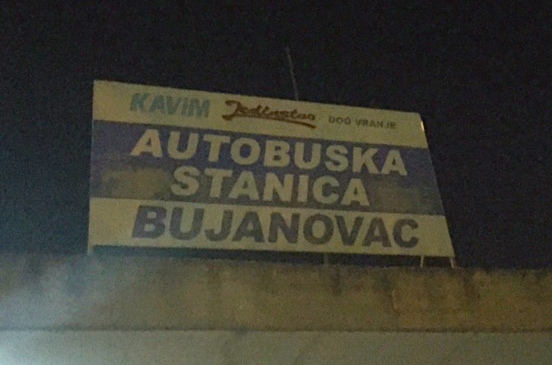 KAVIM Jedinstvo DOO VRANJE
AUTOBUSKA
STANICA
BUJANOVAC